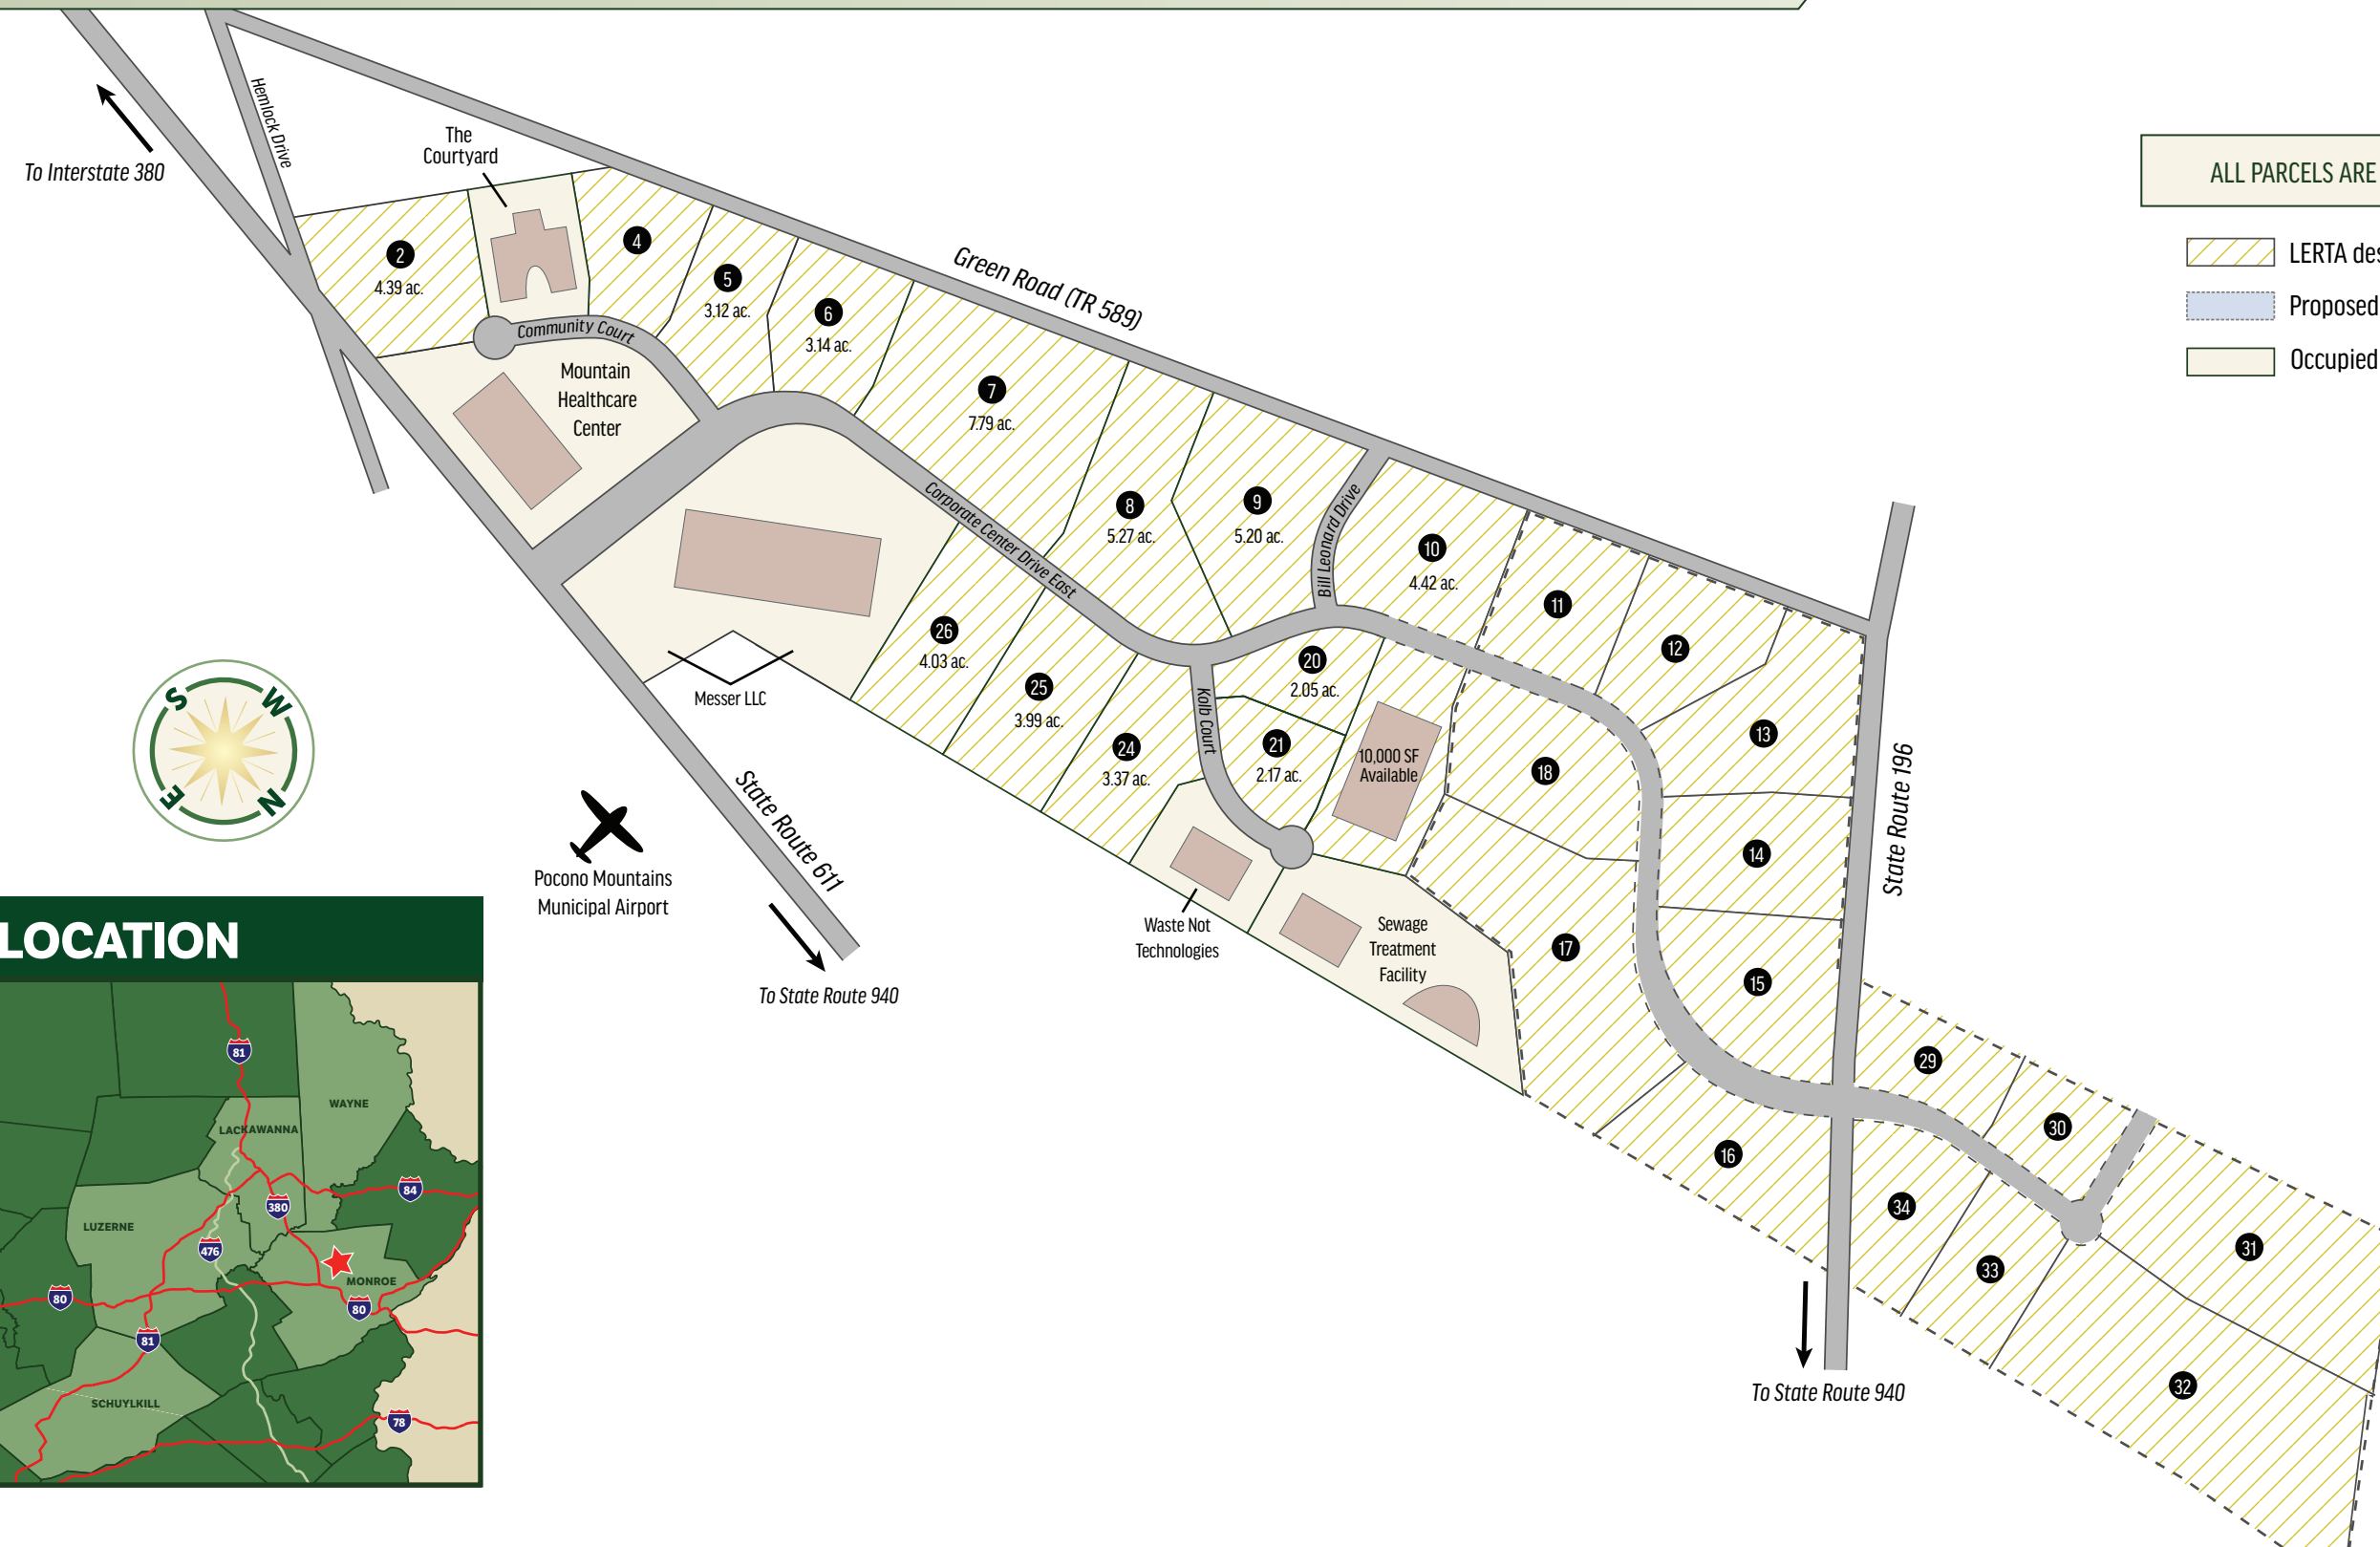 Hemlock Drive
To Interstate 380
The
Courtyard
2
4.39 ac.
4
5
3.12 ac.
6
3.14 ac.
Green Road (TR 589)
ALL PARCELS ARE
LERTA des
Proposed
Occupied
Community Court
Mountain
Healthcare
Center
7
7.79 ac.
Corporate Center Drive East
8
5.27 ac.
9
5.20 ac.
Bill Leonard Drive
10
4.42 ac.
11
12
13
14
15
State Route 196
26
4.03 ac.
25
3.99 ac.
24
3.37 ac.
Kolb Court
20
2.05 ac.
21
2.17 ac.
10,000 SF
Available
18
17
16
Messer LLC
S
W
E
N
State Route 611
Pocono Mountains
Municipal Airport
To State Route 940
Waste Not
Technologies
Sewage
Treatment
Facility
29
30
31
32
33
34
To State Route 940
LOCATION
81
WAYNE
LACKAWANNA
84
380
LUZERNE
476
MONROE
80
80
81
SCHUYLKILL
78